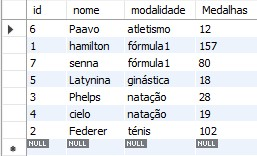 id nome modalidade Medalhas
6 Paavo atletismo 12
1 hamilton fórmula1 157
7 senna fórmula1 80
5 Latynina ginástica 18
3 Phelps natação 28
4 cielo natação 19
2 Federer ténis 102
NULL NULL NULL NULL